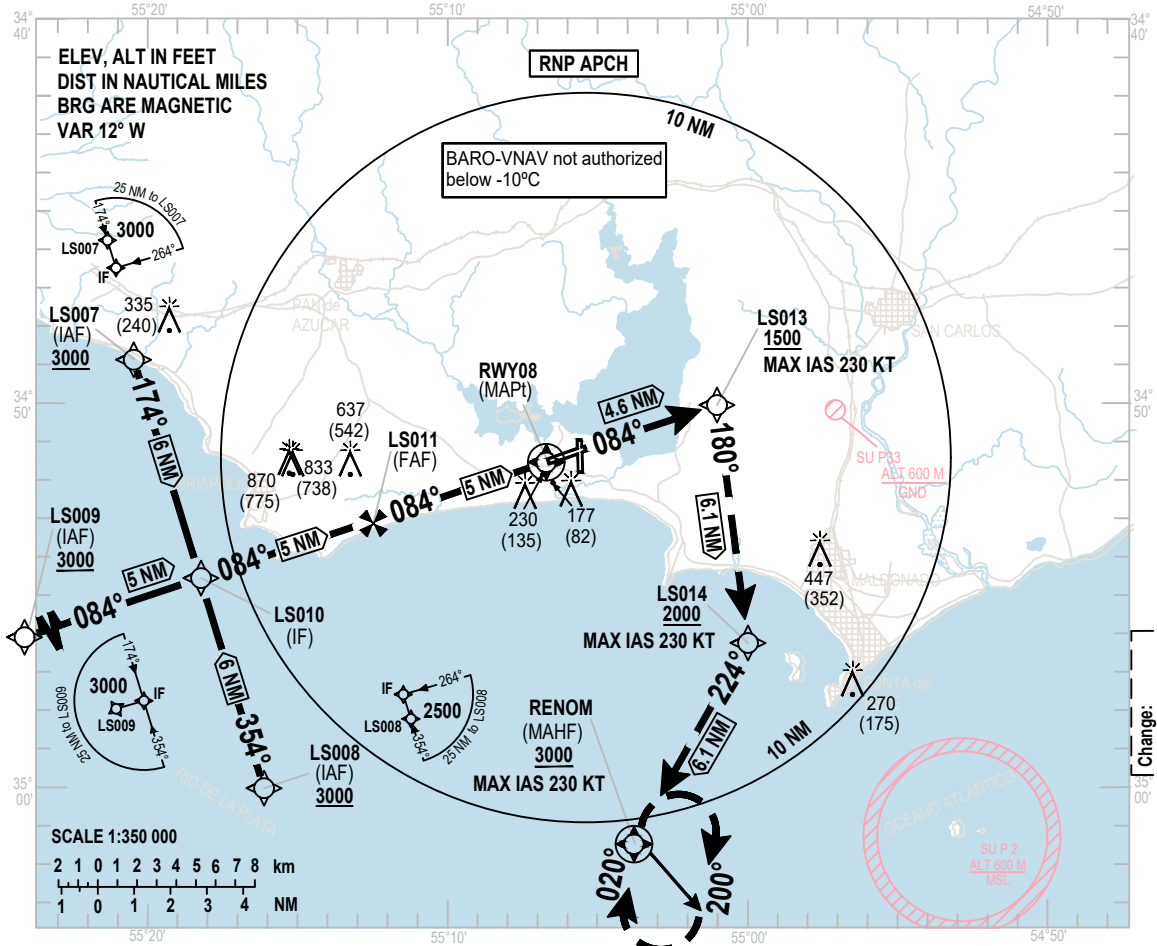 34°
40'
55°20'
55°10'
55°00'
54°50'
34°
40'
ELEV, ALT IN FEET
DIST IN NAUTICAL MILES
BRG ARE MAGNETIC
VAR 12° W
RNP APCH
10 NM
BARO-VNAV not authorized
below -10ºC
25 NM to LS007
174°
3000
LS007
264°
IF
335
(240)
PAN de
AZUCAR
LS007
(IAF)
3000
SAN CARLOS
LS013
1500
MAX IAS 230 KT
RWY08
(MAPt)
34°
50'
34°
50'
174°
6 NM
637
(542)
870
(775)
833
(738)
LS011
(FAF)
4.6 NM
084°
180°
SU P33
ALT 600 M
GND
5 NM
084°
230
(135)
177
(82)
6.1 NM
LS009
(IAF)
3000
5 NM
084°
5 NM
084°
447
(352)
MALDONADO
LS010
(IF)
LS014
2000
MAX IAS 230 KT
174°
3000
IF
LS009
354°
25 NM to LS009
6 NM
354°
IF
264°
2500
LS008
354°
25 NM to LS008
224°
6.1 NM
270
(175)
RENOM
(MAHF)
3000
MAX IAS 230 KT
10 NM
Change:
LS008
(IAF)
3000
RIO DE LA PLATA
35°
00'
35°
00'
OCÉANO ATLÁNTICO
SU P 2
ALT 600 M
MSL
SCALE 1:350 000
2 1 0 1 2 3 4 5 6 7 8 km
1 0 1 2 3 4 NM
020°
200°
55°20'
55°10'
55°00'
54°50'